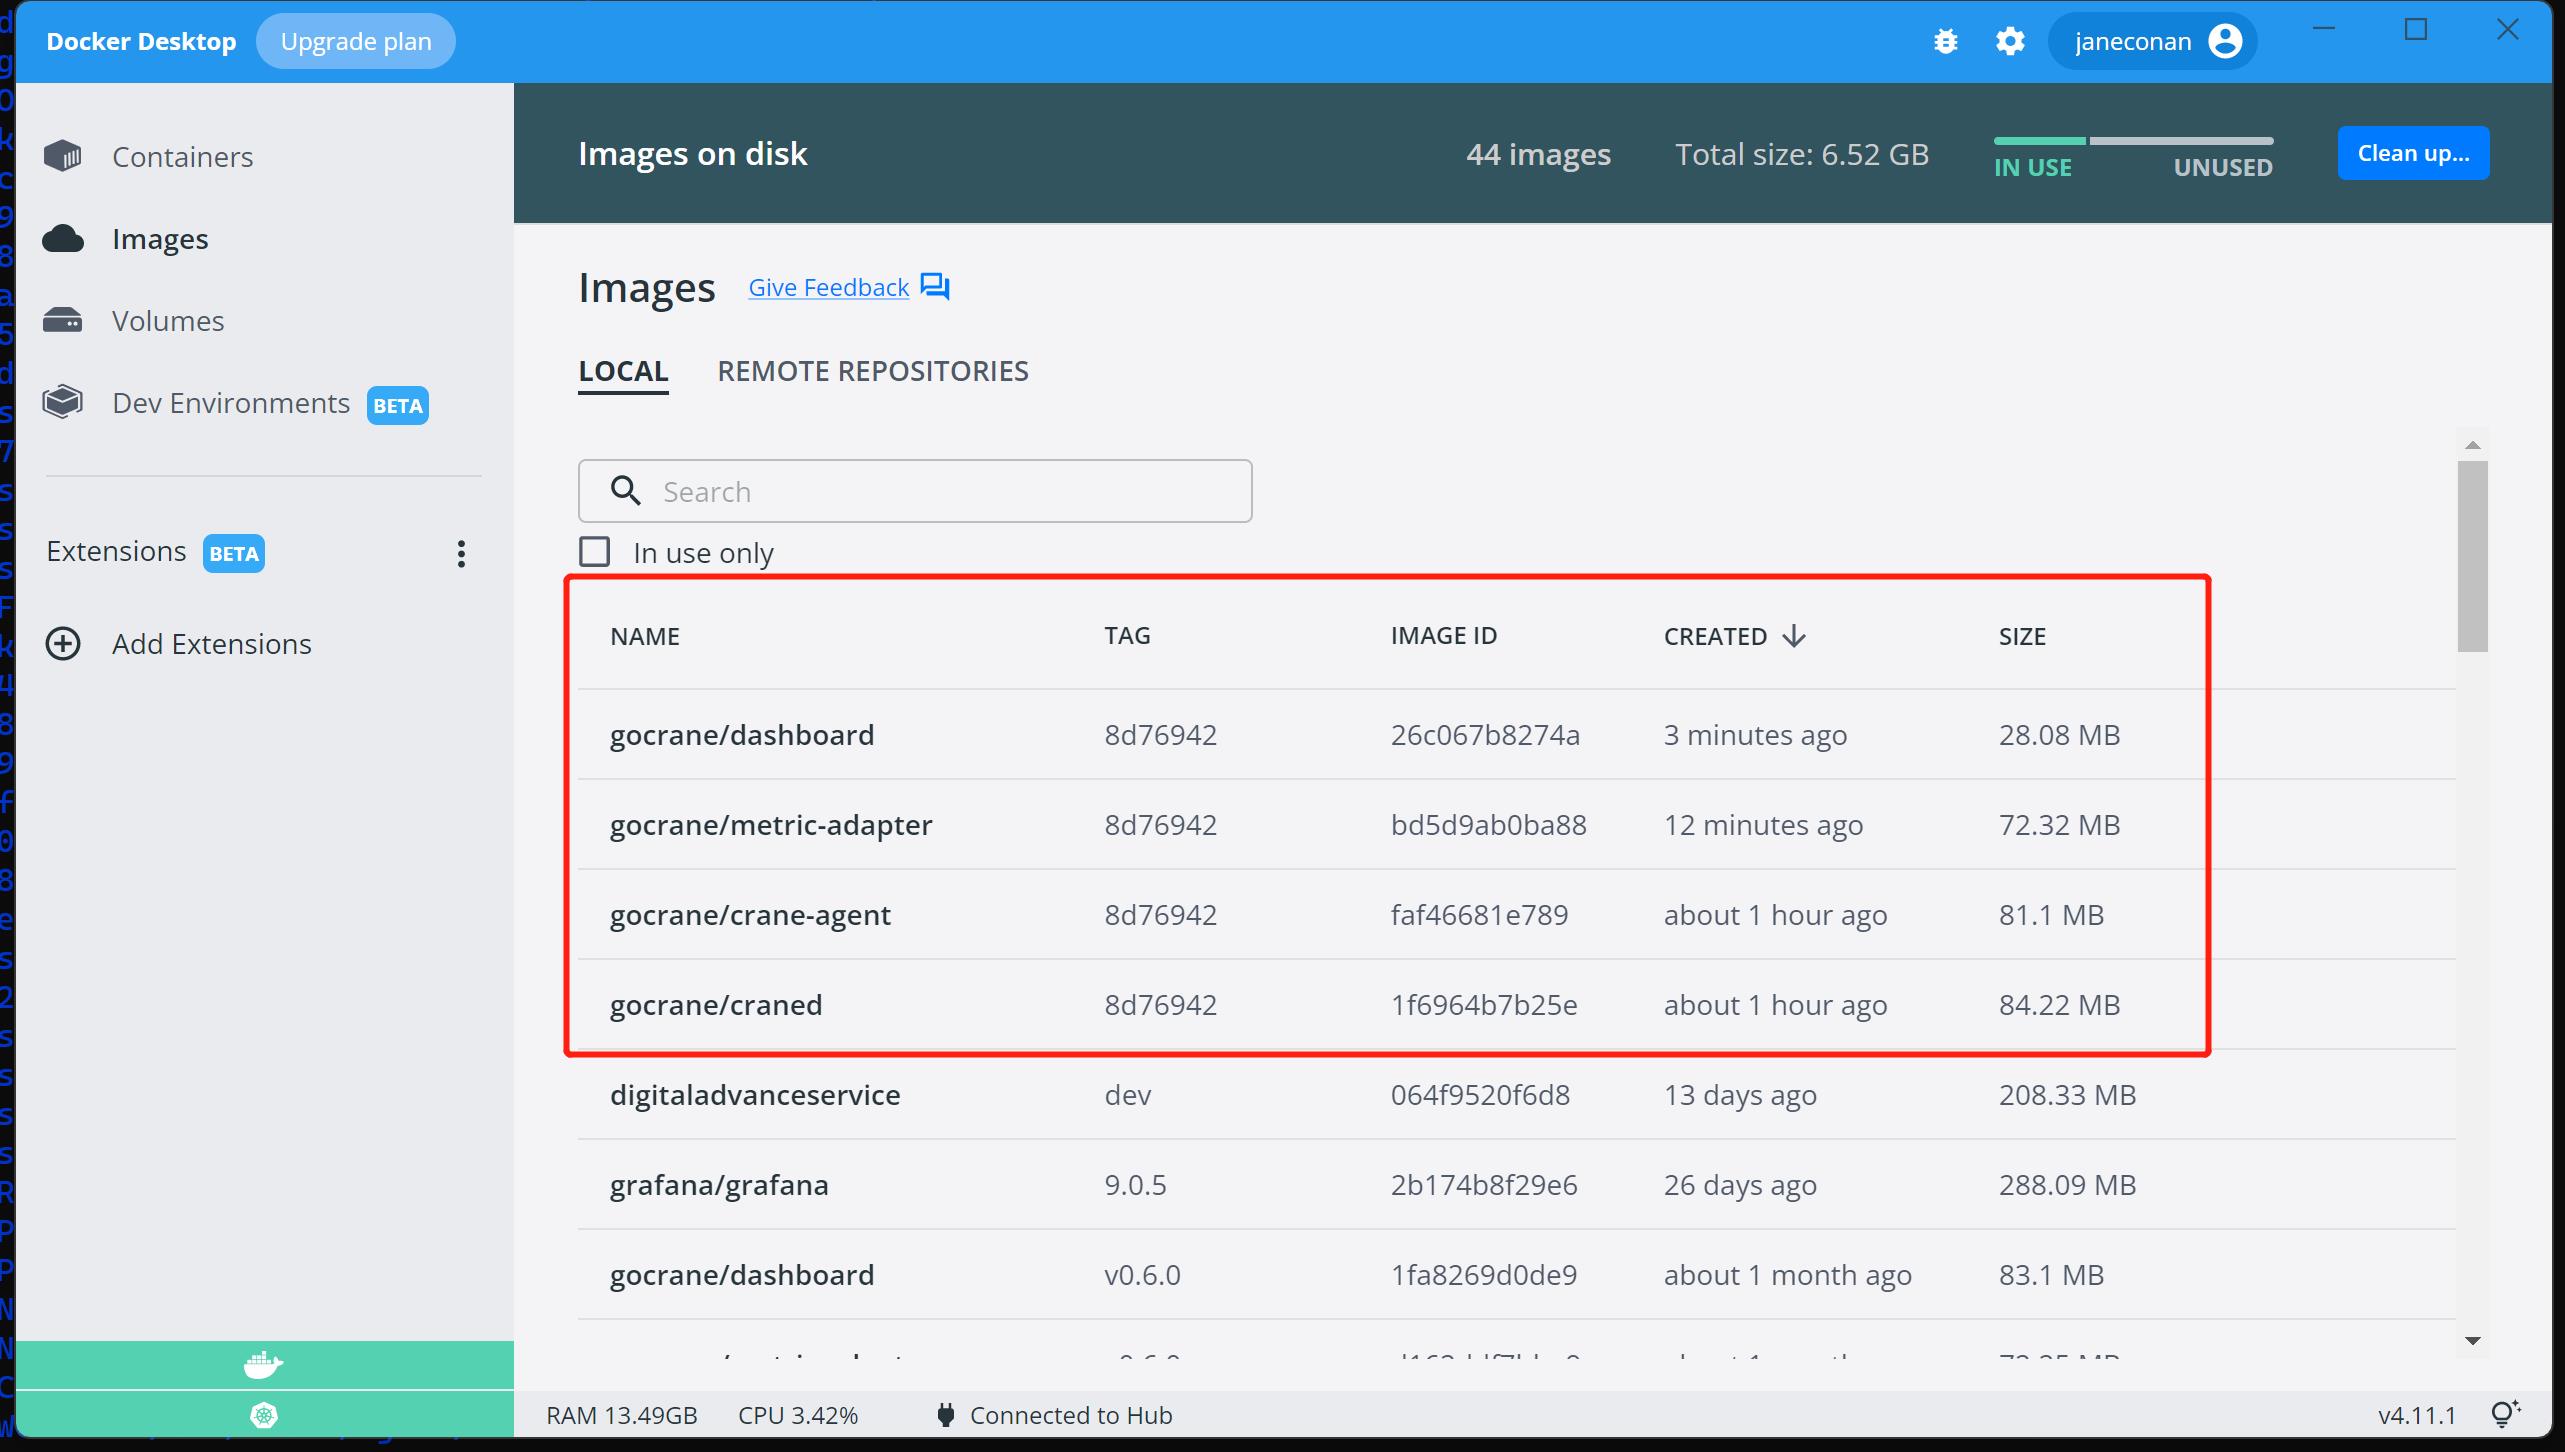 Docker Desktop Upgrade plan janeconan
Containers
Images
Volumes
Dev Environments BETA
Extensions BETA
Add Extensions
Images on disk 44 images Total size: 6.52 GB IN USE UNUSED Clean up...
Images Give Feedback
LOCAL REMOTE REPOSITORIES
Search
In use only
NAME TAG IMAGE ID CREATED SIZE
gocrane/dashboard 8d76942 26c067b8274a 3 minutes ago 28.08 MB
gocrane/metric-adapter 8d76942 bd5d9ab0ba88 12 minutes ago 72.32 MB
gocrane/crane-agent 8d76942 faf46681e789 about 1 hour ago 81.1 MB
gocrane/craned 8d76942 1f6964b7b25e about 1 hour ago 84.22 MB
digitaladvanceservice dev 064f9520f6d8 13 days ago 208.33 MB
grafana/grafana 9.0.5 2b174b8f29e6 26 days ago 288.09 MB
gocrane/dashboard v0.6.0 1fa8269d0de9 about 1 month ago 83.1 MB
RAM 13.49GB CPU 3.42% Connected to Hub v4.11.1